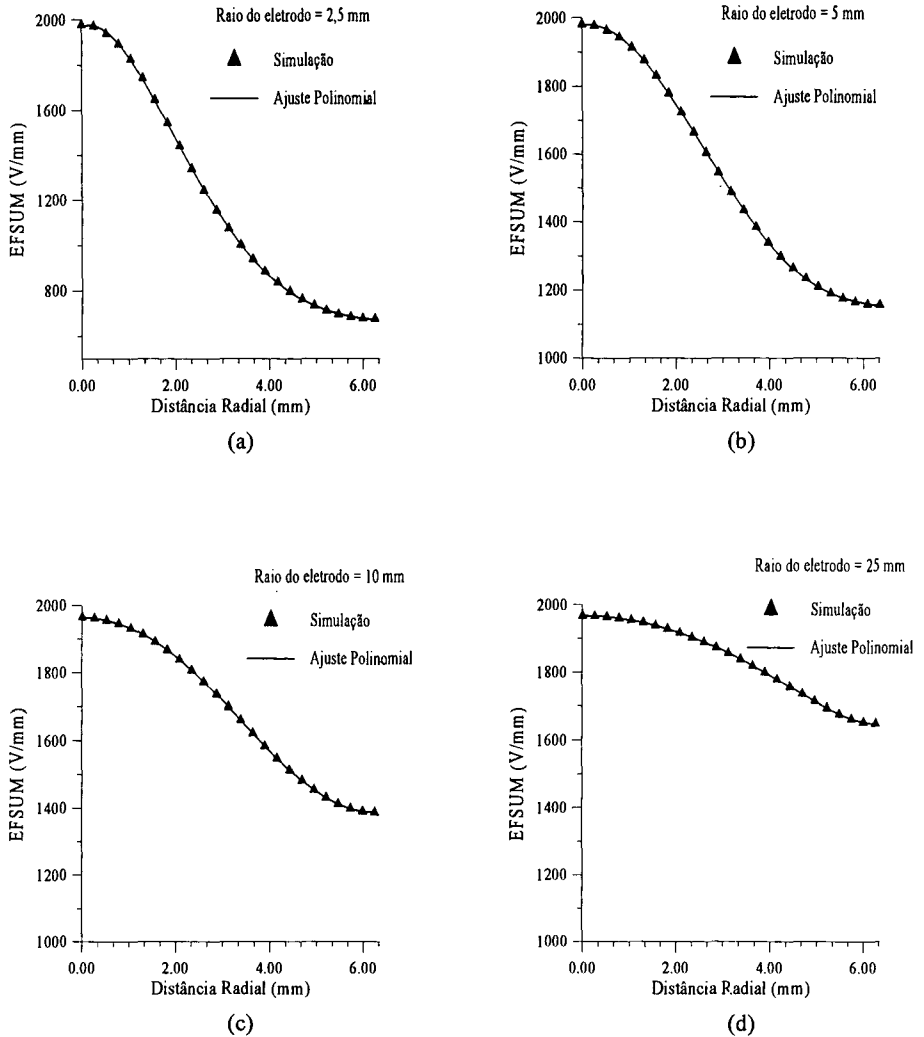 Raio do eletrodo = 2,5 mm
Simulação
Ajuste Polinomial
EFSUM (V/mm)
2000
1600
1200
800
0.00 2.00 4.00 6.00
Distância Radial (mm)
(a)
Raio do eletrodo = 5 mm
Simulação
Ajuste Polinomial
EFSUM (V/mm)
2000
1800
1600
1400
1200
1000
0.00 2.00 4.00 6.00
Distância Radial (mm)
(b)
Raio do eletrodo = 10 mm
Simulação
Ajuste Polinomial
EFSUM (V/mm)
2000
1800
1600
1400
1200
1000
0.00 2.00 4.00 6.00
Distância Radial (mm)
(c)
Raio do eletrodo = 25 mm
Simulação
Ajuste Polinomial
EFSUM (V/mm)
2000
1800
1600
1400
1200
1000
0.00 2.00 4.00 6.00
Distância Radial (mm)
(d)